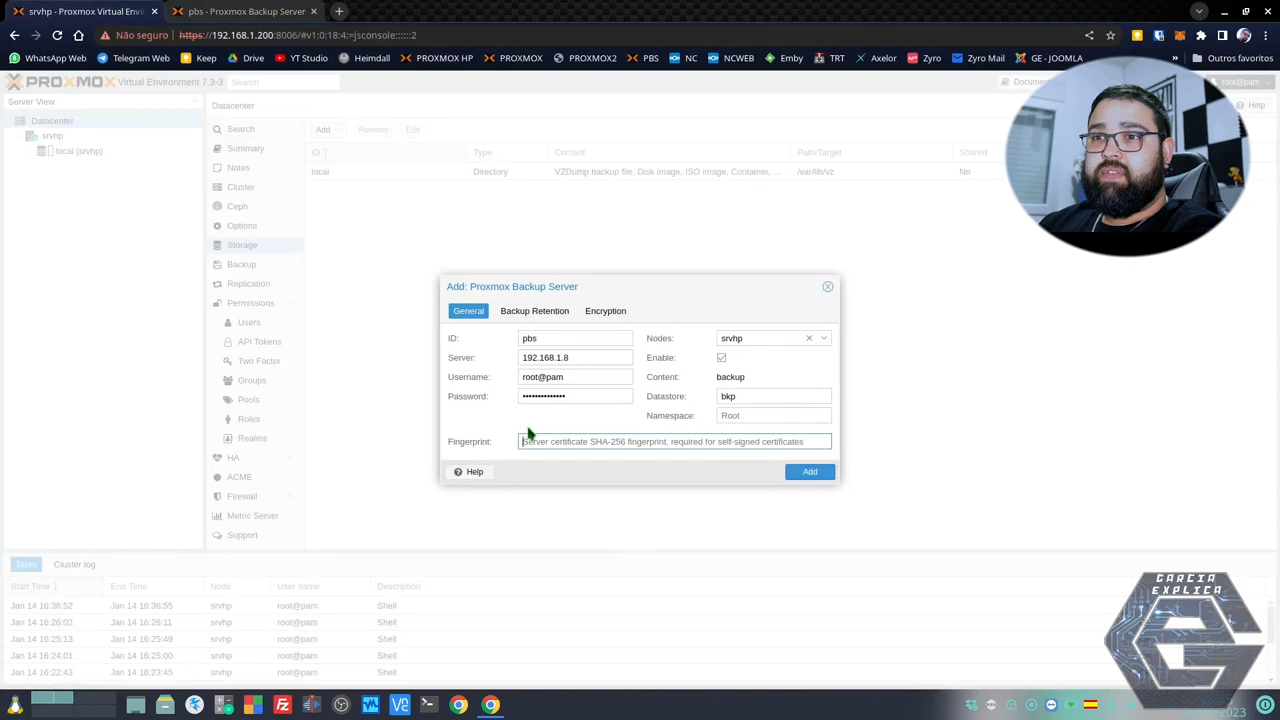 srvhp - Proxmox Virtual En
srvhp - Proxmox Virtual En
Não seguro | https://192.168.1.200:8006/#v1:0:18:4:=jsconsole:::::2
WhatsApp Web Telegram Web Keep Drive YT Studio Heimdall PROXMOX HP PROXMOX PROXMOX2 PBS NC NCWEB Emby TRT Axelor Zyro Zyro Mail GE - JOOMLA » Outros favoritos
PROXMOX Virtual Environment 7.3-3 Search root@pam
Server View
Datacenter
srvhp
local (srvhp)
Datacenter Help
Search
Summary
Notes
Cluster
Ceph
Options
Storage
Backup
Replication
Permissions
Users
API Tokens
Two Factor
Groups
Pools
Roles
Realms
HA
ACME
Firewall
Metric Server
Support
Add Remove Edit
ID ↑ Type Content Path/Target Shared
local Directory VZDump backup file, Disk image, ISO image, Container, ... /var/lib/vz No
Add: Proxmox Backup Server
General Backup Retention Encryption
ID: pbs Nodes: srvhp
Server: 192.168.1.8 Enable:
Username: root@pam Content: backup
Password: •••••••••••••• Datastore: bkp
Namespace: Root
Fingerprint: Server certificate SHA-256 fingerprint, required for self-signed certificates
Help Add
Tasks Cluster log
Start Time ↓ End Time Node User name Description
Jan 14 16:36:52 Jan 14 16:36:55 srvhp root@pam Shell
Jan 14 16:26:02 Jan 14 16:26:11 srvhp root@pam Shell
Jan 14 16:25:13 Jan 14 16:25:49 srvhp root@pam Shell
Jan 14 16:24:01 Jan 14 16:25:00 srvhp root@pam Shell
Jan 14 16:22:43 Jan 14 16:23:45 srvhp root@pam Shell
GARCIA
EXPLICA